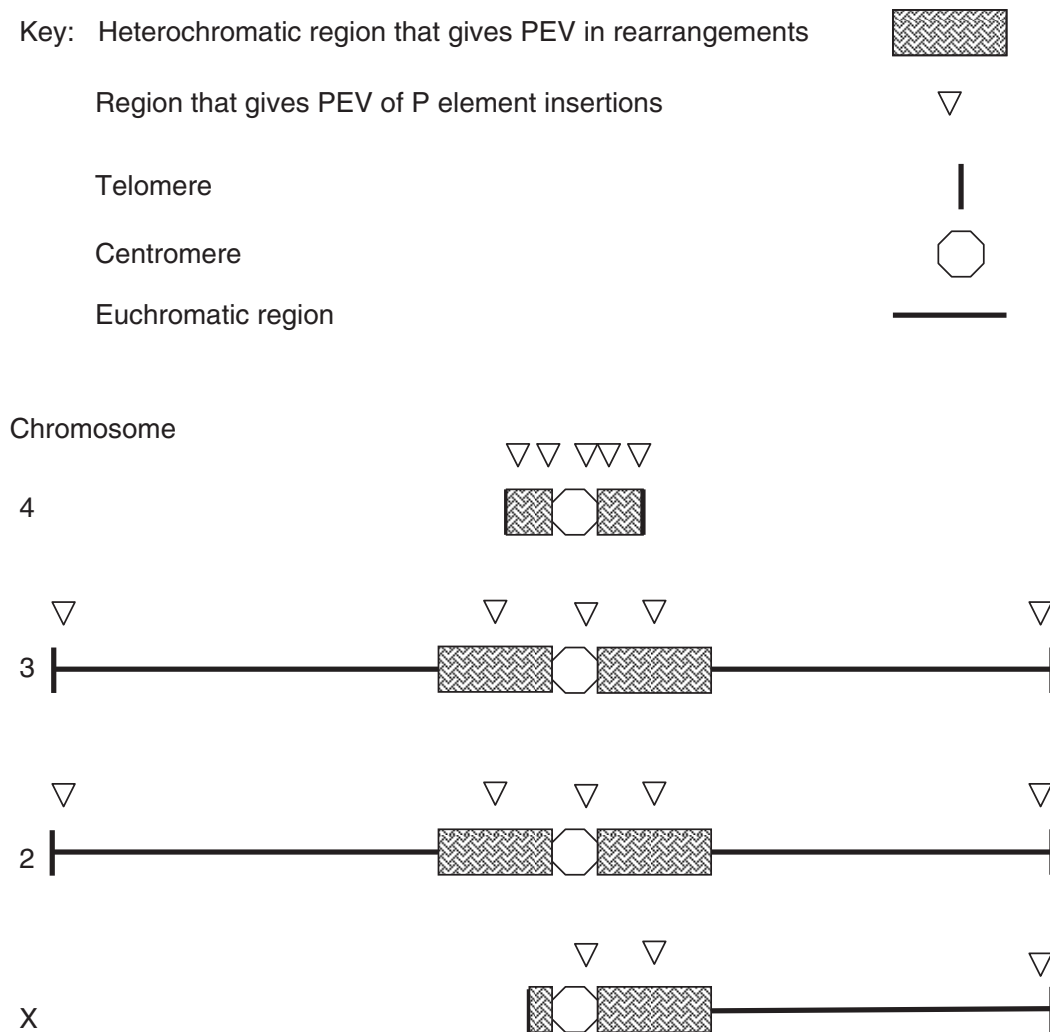 Key: Heterochromatic region that gives PEV in rearrangements
Region that gives PEV of P element insertions
Telomere
Centromere
Euchromatic region
Chromosome
4
3
2
X